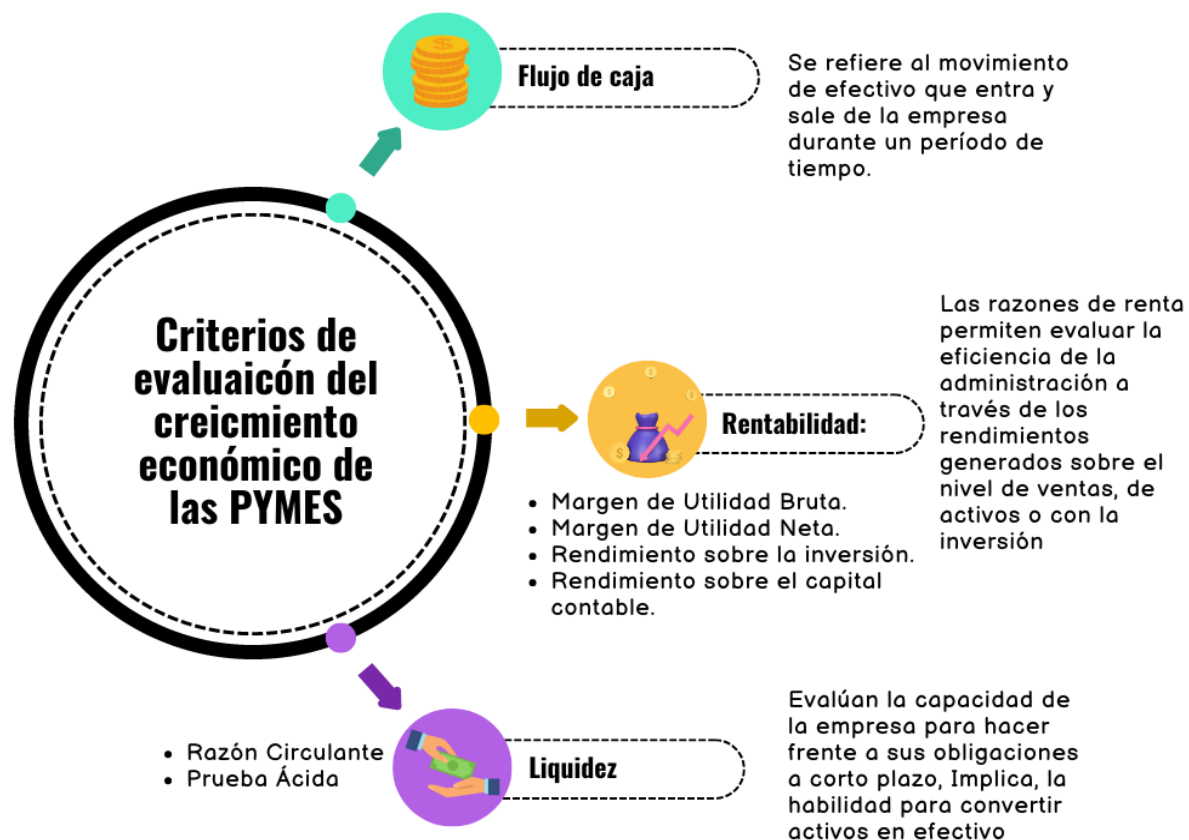 Flujo de caja
Se refiere al movimiento
de efectivo que entra y
sale de la empresa
durante un período de
tiempo.
Criterios de
evaluaicón del
creicmiento
económico de
las PYMES
Rentabilidad:
Las razones de renta
permiten evaluar la
eficiencia de la
administración a
través de los
rendimientos
generados sobre el
nivel de ventas, de
activos o con la
inversión
• Margen de Utilidad Bruta.
• Margen de Utilidad Neta.
• Rendimiento sobre la inversión.
• Rendimiento sobre el capital
contable.
• Razón Circulante
• Prueba Ácida
Liquidez
Evalúan la capacidad de
la empresa para hacer
frente a sus obligaciones
a corto plazo, Implica, la
habilidad para convertir
activos en efectivo